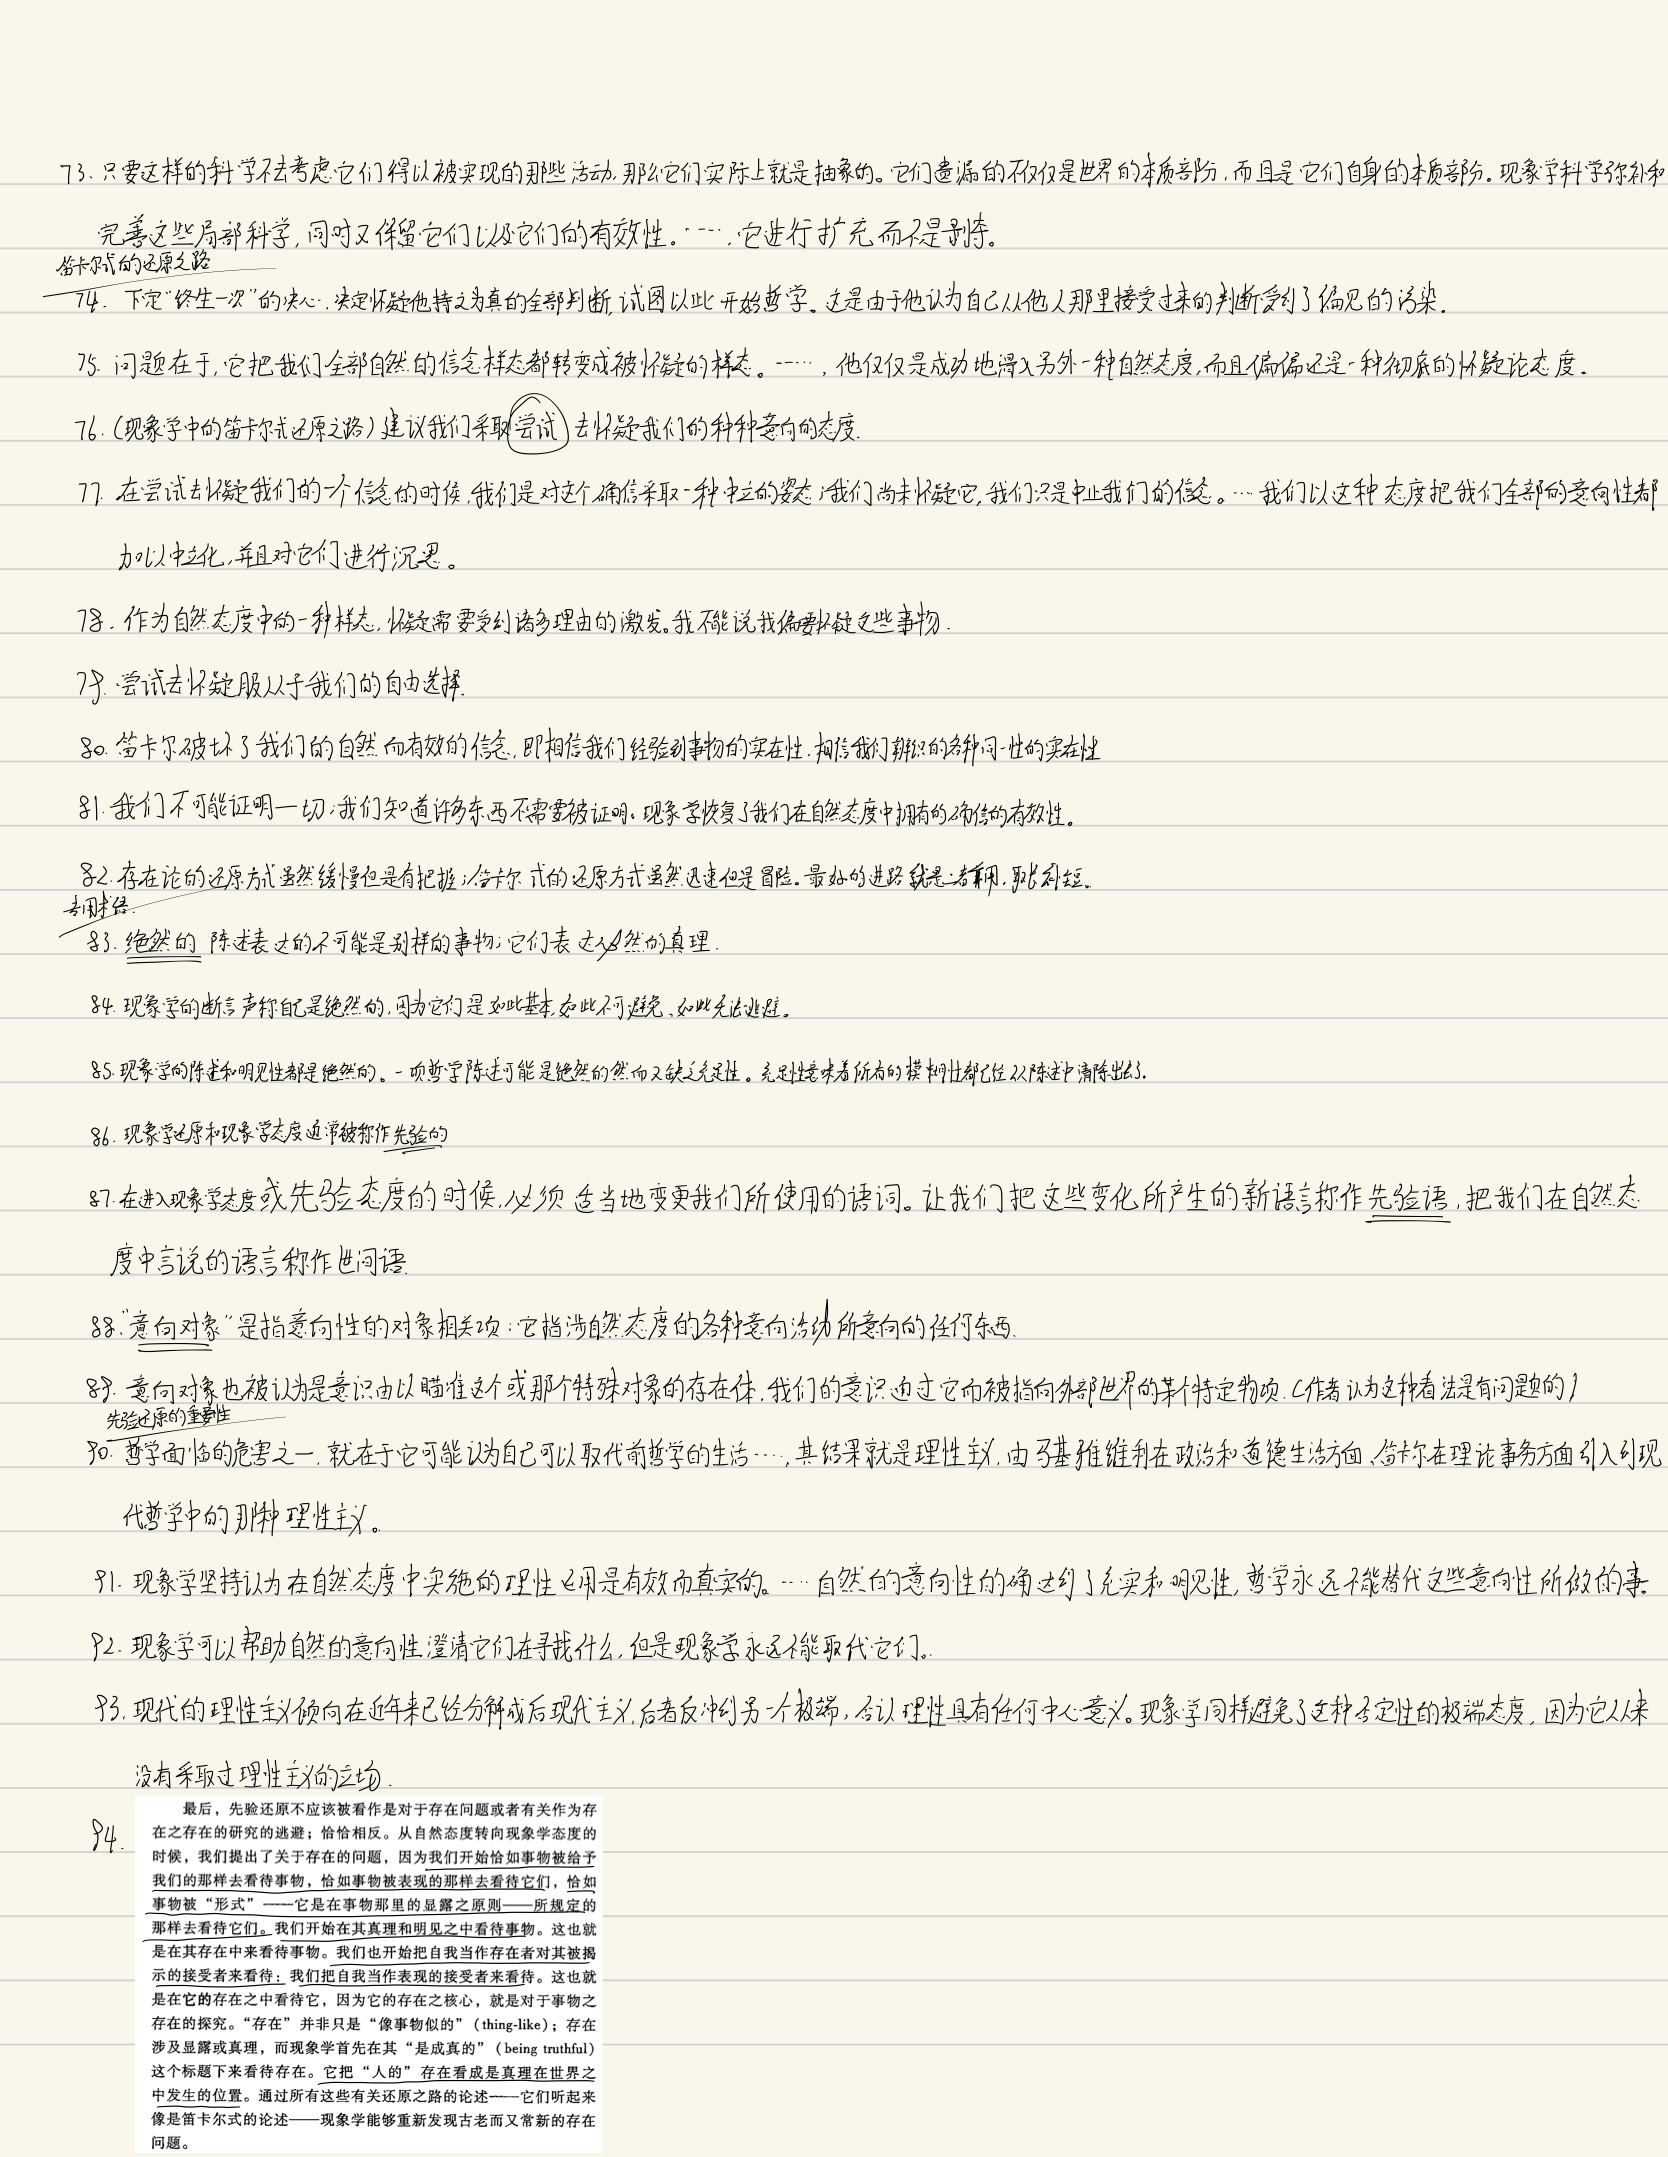 73. 只要这样的科学不去考虑它们得以被实现的那些活动，那么它们实际上就是抽象的。它们遗漏的不仅仅是世界的本质部分，而且是它们自身的本质部分。现象学科学弥补和
完善这些局部科学，同时又保留它们以及它们的有效性。……，它进行扩充而不是剥夺。
笛卡尔式的还原之路
74. 下定“终生一次”的决心，决定怀疑他持之为真的全部判断，试图以此开始哲学。这是由于他认为自己从他人那里接受过来的判断受到了偏见的污染．
75. 问题在于，它把我们全部自然的信念样态都转变成被怀疑的样态。……，他仅仅是成功地滑入另外一种自然态度，而且偏偏还是一种彻底的怀疑论态度．
76.（现象学中的笛卡尔式还原之路）建议我们采取尝试去怀疑我们的种种意向的态度．
77. 在尝试去怀疑我们的一个信念的时候，我们是对这个确信采取一种中立的姿态；我们尚未怀疑它，我们只是中止我们的信念。…我们以这种态度把我们全部的意向性都
加以中立化，并且对它们进行沉思。
78. 作为自然态度中的一种样态，怀疑需要受到诸多理由的激发。我不能说我偏要怀疑这些事物．
79. 尝试去怀疑服从于我们的自由选择．
80. 笛卡尔破坏了我们的自然而有效的信念，即相信我们经验到事物的实在性，相信我们辨识的各种同一性的实在性
81. 我们不可能证明一切；我们知道许多东西不需要被证明。现象学恢复了我们在自然态度中拥有的确信的有效性。
82. 存在论的还原方式虽然缓慢但是有把握；笛卡尔式的还原方式虽然迅速但是冒险。最好的进路就是二者兼用，取长补短．
专用术语．
83. 绝然的 陈述表达的不可能是别样的事物；它们表达必然的真理．
84. 现象学的断言声称自己是绝然的，因为它们是如此基本，如此不可避免、如此无法逃避。
85. 现象学的陈述和明见性都是绝然的。一项哲学陈述可能是绝然的然而又缺乏充足性。充足性意味着所有的模糊性都已经从陈述中清除出去了．
86. 现象学还原和现象学态度通常被称作先验的
87. 在进入现象学态度或先验态度的时候，必须适当地变更我们所使用的语词。让我们把这些变化所产生的新语言称作先验语，把我们在自然态
度中言说的语言称作世间语．
88. “意向对象”是指意向性的对象相关项；它指涉自然态度的各种意向活动所意向的任何东西．
89. 意向对象也被认为是意识由以瞄准这个或那个特殊对象的存在体，我们的意识通过它而被指向外部世界的某个特定物项．（作者认为这种看法是有问题的）
先验还原的重要性
90. 哲学面临的危害之一，就在于它可能认为自己可以取代前哲学的生活……，其结果就是理性主义，由马基雅维利在政治和道德生活方面、笛卡尔在理论事务方面引入到现
代哲学中的那种理性主义。
91. 现象学坚持认为在自然态度中实施的理性运用是有效而真实的。……自然的意向性的确达到了充实和明见性，哲学永远不能替代这些意向性所做的事．
92. 现象学可以帮助自然的意向性澄清它们在寻找什么，但是现象学永远不能取代它们。
93. 现代的理性主义倾向在近年来已经分解成后现代主义，后者反冲到另一个极端，否认理性具有任何中心意义。现象学同样避免了这种否定性的极端态度，因为它从来
没有采取过理性主义的立场．
94.
最后，先验还原不应该被看作是对于存在问题或者有关作为存
在之存在的研究的逃避；恰恰相反。从自然态度转向现象学态度的
时候，我们提出了关于存在的问题，因为我们开始恰如事物被给予
我们的那样去看待事物，恰如事物被表现的那样去看待它们，恰如
事物被“形式”——它是在事物那里的显露之原则——所规定的
那样去看待它们。我们开始在其真理和明见之中看待事物。这也就
是在其存在中来看待事物。我们也开始把自我当作存在者对其被揭
示的接受者来看待：我们把自我当作表现的接受者来看待。这也就
是在它的存在之中看待它，因为它的存在之核心，就是对于事物之
存在的探究。“存在”并非只是“像事物似的”（thing-like）；存在
涉及显露或真理，而现象学首先在其“是成真的”（being truthful）
这个标题下来看待存在。它把“人的”存在看成是真理在世界之
中发生的位置。通过所有这些有关还原之路的论述——它们听起来
像是笛卡尔式的论述——现象学能够重新发现古老而又常新的存在
问题。